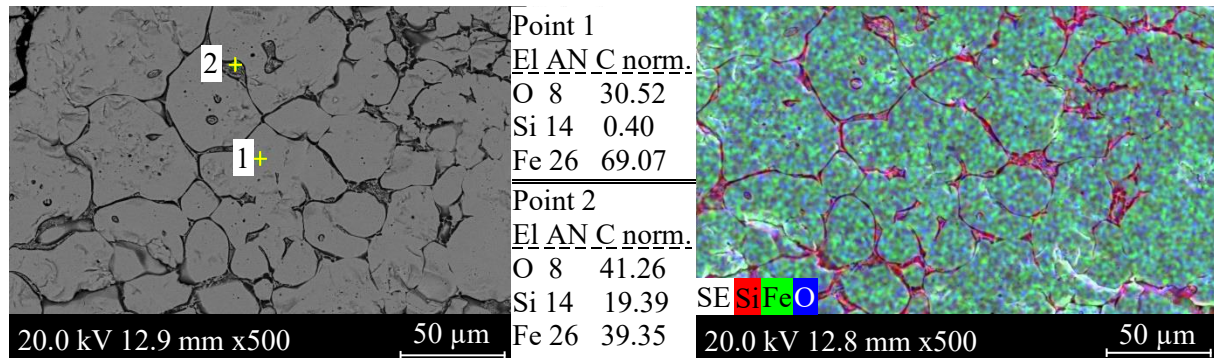 2
1
20.0 kV 12.9 mm x500
50 µm
Point 1
El AN C norm.
O 8 30.52
Si 14 0.40
Fe 26 69.07
Point 2
El AN C norm.
O 8 41.26
Si 14 19.39
Fe 26 39.35
SE Si Fe O
20.0 kV 12.8 mm x500
50 µm